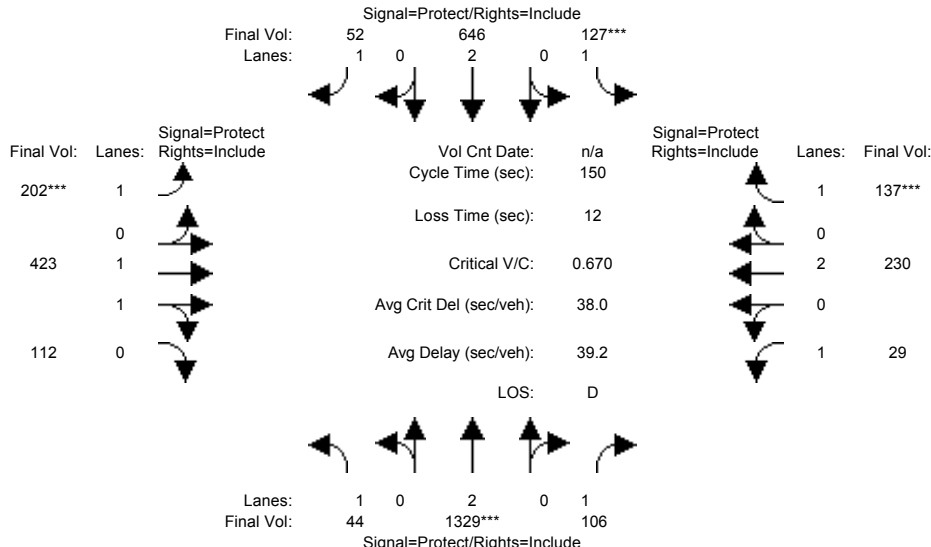 Signal=Protect/Rights=Include
Final Vol: 52 646 127***
Lanes: 1 0 2 0 1
Signal=Protect Signal=Protect
Final Vol: Lanes: Rights=Include Vol Cnt Date: n/a Rights=Include Lanes: Final Vol:
Cycle Time (sec): 150
202*** 1 1 137***
Loss Time (sec): 12
0 0
423 1 Critical V/C: 0.670 2 230
1 Avg Crit Del (sec/veh): 38.0 0
112 0 Avg Delay (sec/veh): 39.2 1 29
LOS: D
Lanes: 1 0 2 0 1
Final Vol: 44 1329*** 106
Signal=Protect/Rights=Include